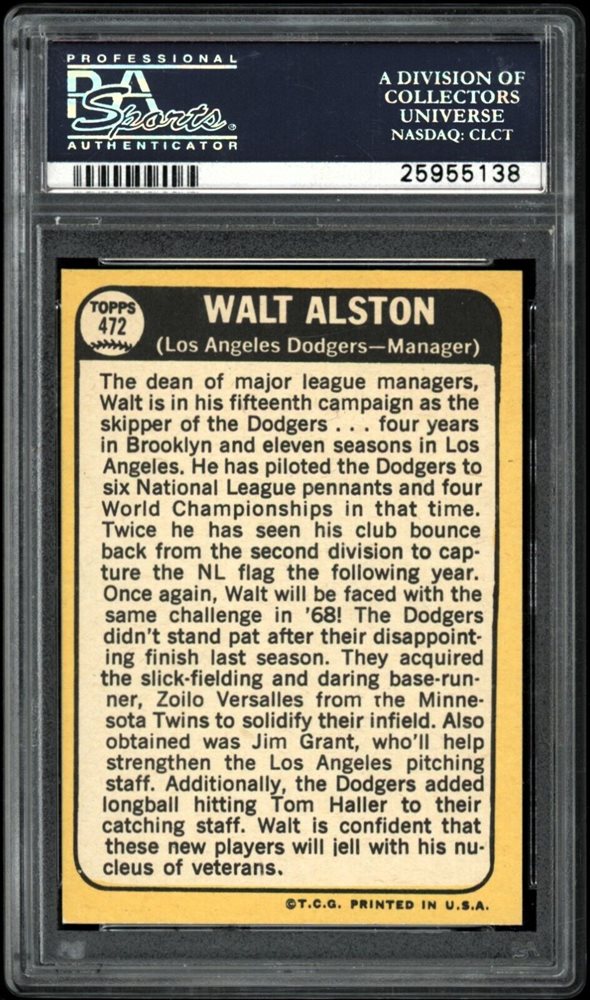 PROFESSIONAL
PSA
Sports
AUTHENTICATOR
A DIVISION OF
COLLECTORS
UNIVERSE
NASDAQ: CLCT
25955138
TOPPS
472
WALT ALSTON
(Los Angeles Dodgers—Manager)
The dean of major league managers,
Walt is in his fifteenth campaign as the
skipper of the Dodgers . . . four years
in Brooklyn and eleven seasons in Los
Angeles. He has piloted the Dodgers to
six National League pennants and four
World Championships in that time.
Twice he has seen his club bounce
back from the second division to cap-
ture the NL flag the following year.
Once again, Walt will be faced with the
same challenge in '68! The Dodgers
didn't stand pat after their disappoint-
ing finish last season. They acquired
the slick-fielding and daring base-run-
ner, Zoilo Versalles from the Minne-
sota Twins to solidify their infield. Also
obtained was Jim Grant, who'll help
strengthen the Los Angeles pitching
staff. Additionally, the Dodgers added
longball hitting Tom Haller to their
catching staff. Walt is confident that
these new players will jell with his nu-
cleus of veterans.
©T.C.G. PRINTED IN U.S.A.